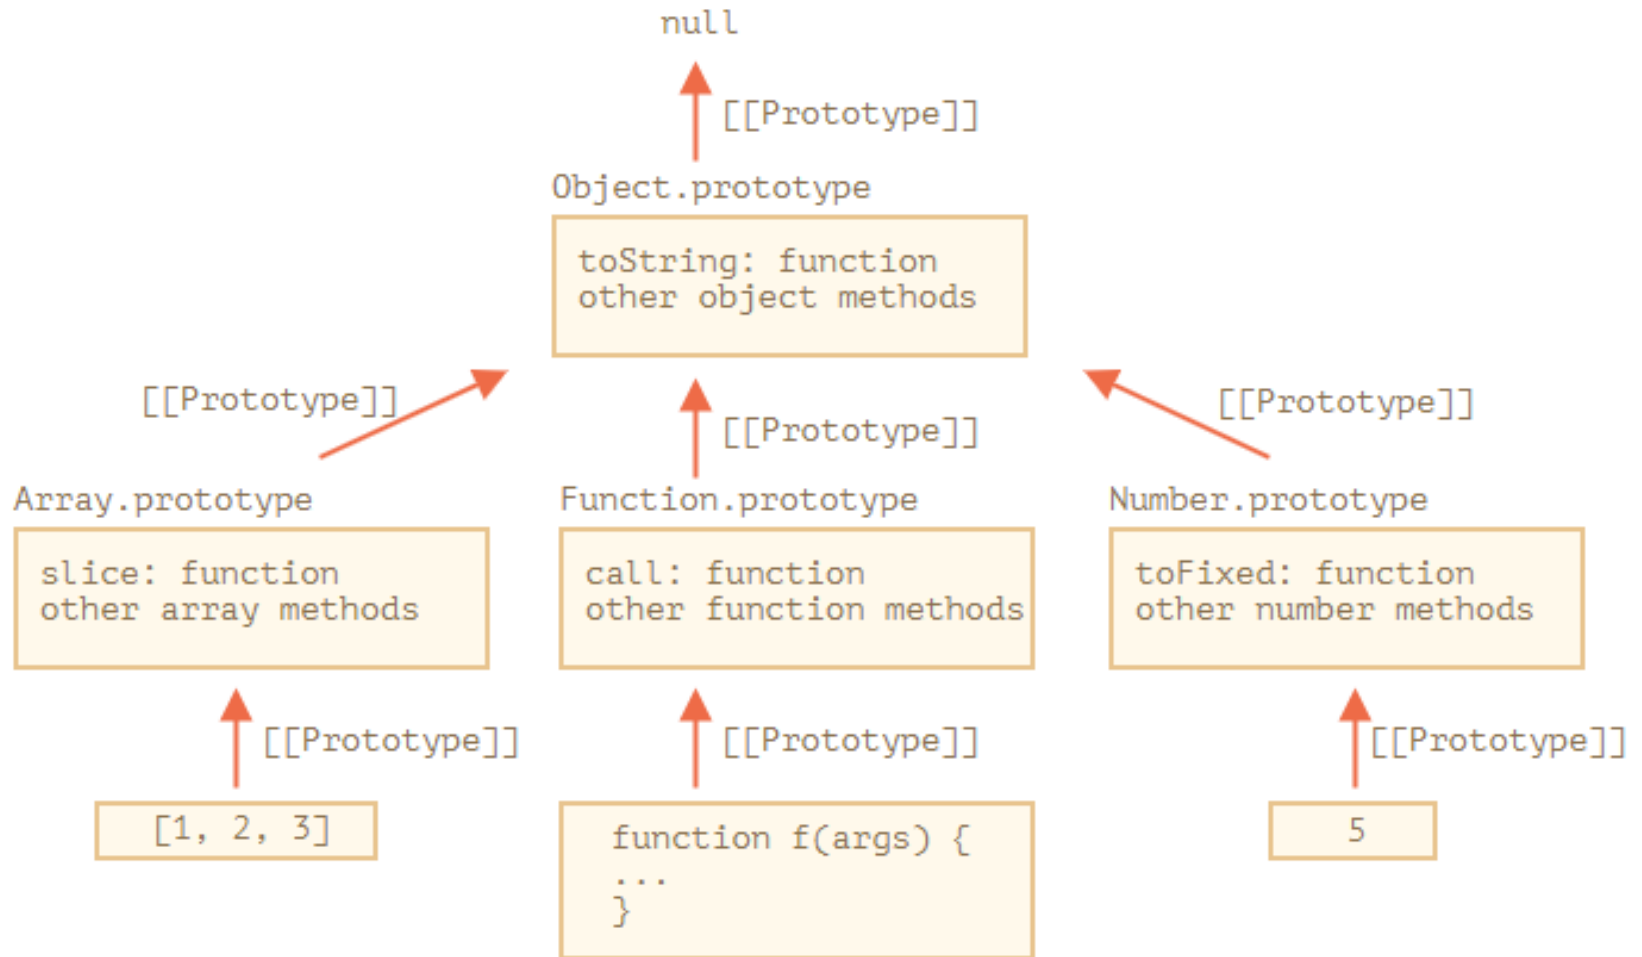 null
[[Prototype]]
Object.prototype
toString: function
other object methods
[[Prototype]]
[[Prototype]]
[[Prototype]]
Array.prototype
Function.prototype
Number.prototype
slice: function
other array methods
call: function
other function methods
toFixed: function
other number methods
[[Prototype]]
[[Prototype]]
[[Prototype]]
[1, 2, 3]
function f(args) {
...
}
5